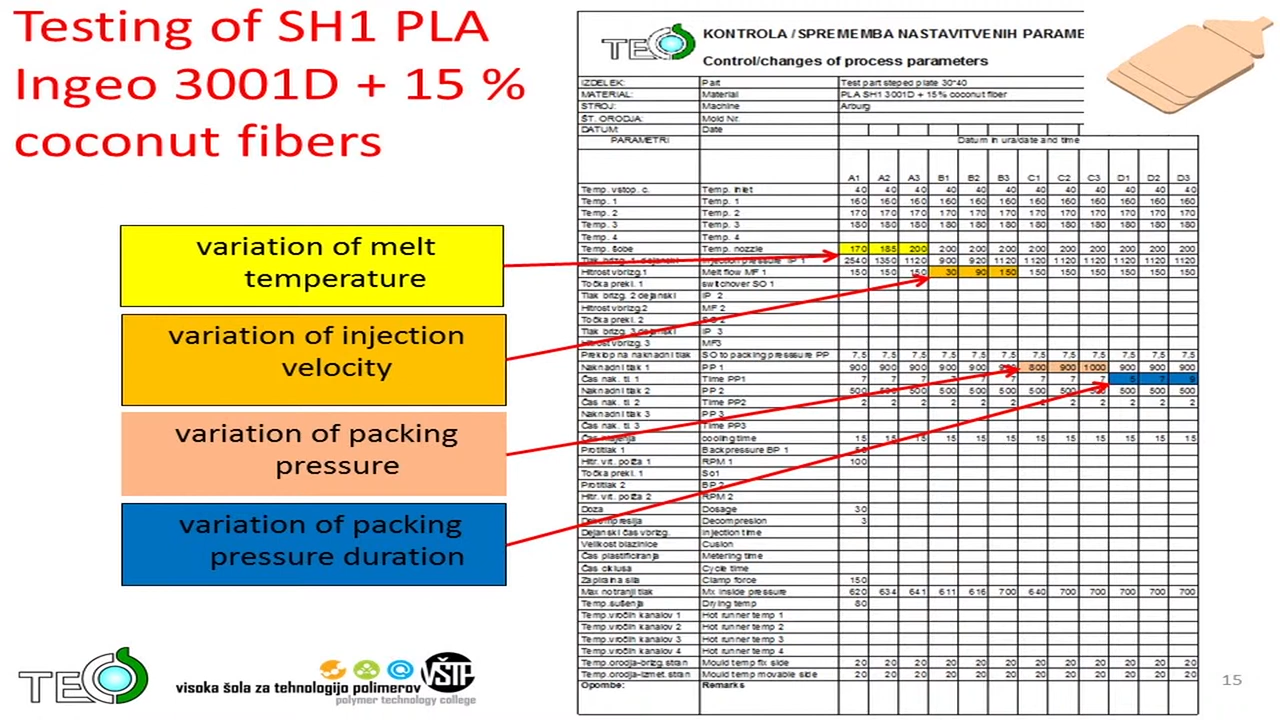 Testing of SH1 PLA
Ingeo 3001D + 15 %
coconut fibers
variation of melt
temperature
variation of injection
velocity
variation of packing
pressure
variation of packing
pressure duration
TECOS
KONTROLA / SPREMEMBA NASTAVITVENIH PARAME
Control/changes of process parameters
IZDELEK: Part Test part steped plate 30*40
MATERIAL: Material PLA SH1 3001D + 15% coconut fiber
STROJ: Machine Arburg
ŠT. ORODJA: Mold Nr.
DATUM: Date
PARAMETRI Datum in ura/date and time
A1 A2 A3 B1 B2 B3 C1 C2 C3 D1 D2 D3
Temp. vstop. c. Temp. inlet 40 40 40 40 40 40 40 40 40 40 40 40
Temp. 1 Temp. 1 160 160 160 160 160 160 160 160 160 160 160 160
Temp. 2 Temp. 2 170 170 170 170 170 170 170 170 170 170 170 170
Temp. 3 Temp. 3 180 180 180 180 180 180 180 180 180 180 180 180
Temp. 4 Temp. 4
Temp. šobe Temp. nozzle 170 185 200 200 200 200 200 200 200 200 200 200
Tlak brizg. 1 dejanski Injection pressure IP 1 2540 1350 1120 900 920 1120 1120 1120 1120 1120 1120 1120
Hitrost vbrizg.1 Melt flow MF 1 150 150 150 30 90 150 150 150 150 150 150 150
Točka prekl. 1 switchover SO 1
Tlak brizg. 2 dejanski IP 2
Hitrost vbrizg.2 MF 2
Točka prekl. 2
Tlak brizg. 3 dejanski IP 3
Hitrost vbrizg. 3 MF3
Preklop na naknadni tlak SO to packing presssure PP 7,5 7,5 7,5 7,5 7,5 7,5 7,5 7,5 7,5 7,5 7,5 7,5
Naknadni tlak 1 PP 1 900 900 900 900 900 800 900 1000 900 900 900
Čas nak. tl. 1 Time PP1 7 7 7 7 7 7 7 7 7 5 7 9
Naknadni tlak 2 PP 2 500 500 500 500 500 500 500 500 500 500 500 500
Čas nak. tl. 2 Time PP2 2 2 2 2 2 2 2 2 2 2 2 2
Naknadni tlak 3 PP 3
Čas nak. tl. 3 Time PP3
Čas hlajenja cooling time 15 15 15 15 15 15 15 15 15 15 15 15
Protitlak 1 Backpressure BP 1
Hitr. vrt. polža 1 RPM 1 100
Točka prekl. 1 So1
Protitlak 2 BP 2
Hitr. vrt. polža 2 RPM 2
Doza Dosage 30
Dekompresija Decompresion 3
Dejanski čas vbrizg. Injection time
Velikost blazinice Cusion
Čas plastificiranja Metering time
Čas ciklusa Cycle time
Zapiralna sila Clamp force 150
Max notranji tlak Mx inside pressure 620 634 641 611 616 700 640 700 700 700 700 700
Temp.sušenja Drying temp 80
Temp.vročih kanalov 1 Hot runner temp 1
Temp.vročih kanalov 2 Hot runner temp 2
Temp.vročih kanalov 3 Hot runner temp 3
Temp.vročih kanalov 4 Hot runner temp 4
Temp.orodja-brizg.stran Mould temp fix side 20 20 20 20 20 20 20 20 20 20 20 20
Temp.orodja-izmet.stran Mould temp movable side 20 20 20 20 20 20 20 20 20 20 20 20
Opombe: Remarks
TECOS
visoka šola za tehnologijo polimerov
polymer technology college
VŠTP
15